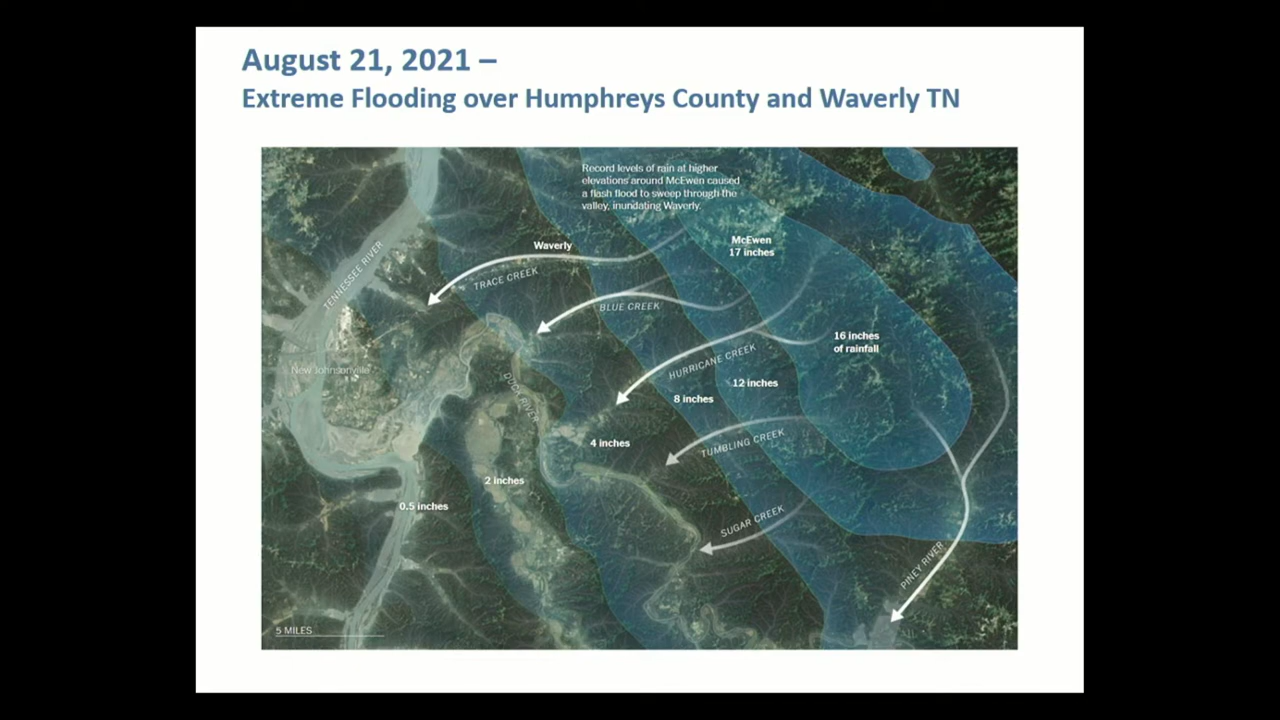 August 21, 2021 –
Extreme Flooding over Humphreys County and Waverly TN
Record levels of rain at higher
elevations around McEwen caused
a flash flood to sweep through the
valley, inundating Waverly.
McEwen
17 inches
Waverly
TENNESSEE RIVER
TRACE CREEK
BLUE CREEK
16 inches
of rainfall
HURRICANE CREEK
New Johnsonville
DUCK RIVER
12 inches
8 inches
4 inches
TUMBLING CREEK
2 inches
0.5 inches
SUGAR CREEK
PINEY RIVER
5 MILES